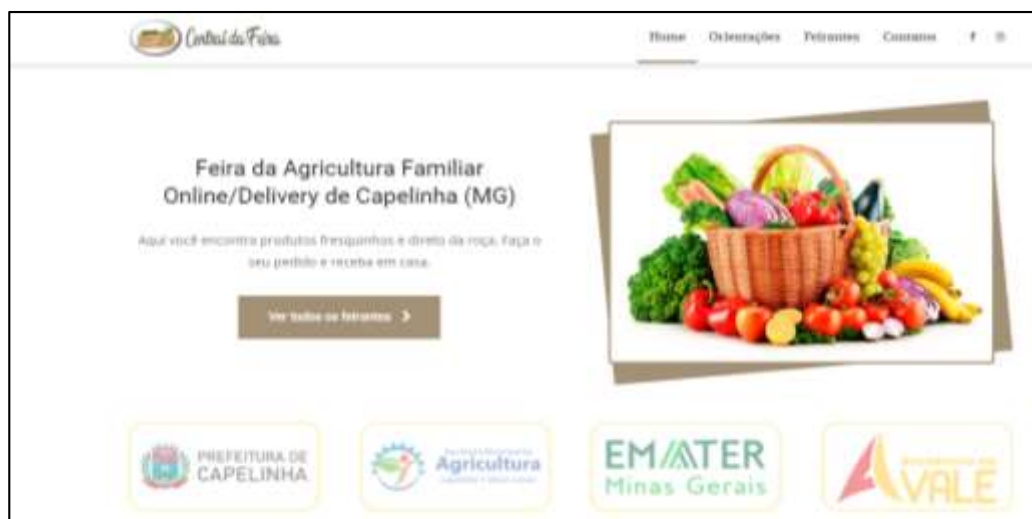 Central da Feira
Home Orientações Feirantes Contatos f
Feira da Agricultura Familiar
Online/Delivery de Capelinha (MG)
Aqui você encontra produtos fresquinhos e direto da roça. Faça o
seu pedido e receba em casa.
Ver todos os feirantes
PREFEITURA DE
CAPELINHA
Agricultura
EMATER
Minas Gerais
VALE